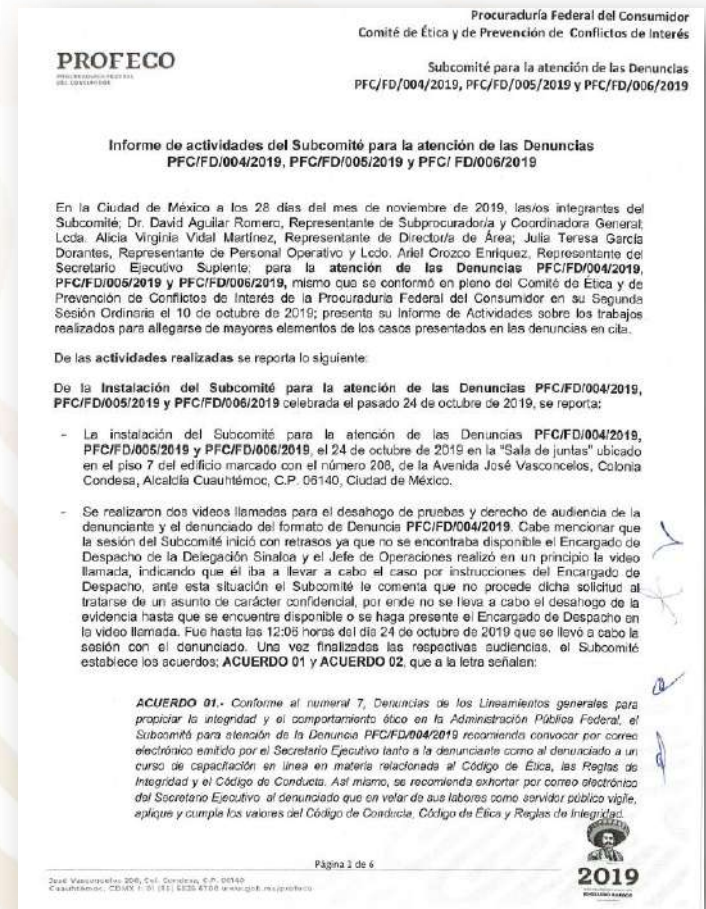 Procuraduría Federal del Consumidor
Comité de Ética y de Prevención de Conflictos de Interés
PROFECO
PROCURADURÍA FEDERAL
DEL CONSUMIDOR
Subcomité para la atención de las Denuncias
PFC/FD/004/2019, PFC/FD/005/2019 y PFC/FD/006/2019
Informe de actividades del Subcomité para la atención de las Denuncias
PFC/FD/004/2019, PFC/FD/005/2019 y PFC/ FD/006/2019
En la Ciudad de México a los 28 días del mes de noviembre de 2019, las/os integrantes del
Subcomité; Dr. David Aguilar Romero, Representante de Subprocurador/a y Coordinadora General;
Lcda. Alicia Virginia Vidal Martínez, Representante de Director/a de Área; Julia Teresa García
Dorantes, Representante de Personal Operativo y Lcdo. Ariel Orozco Enriquez, Representante del
Secretario Ejecutivo Suplente; para la atención de las Denuncias PFC/FD/004/2019,
PFC/FD/005/2019 y PFC/FD/006/2019, mismo que se conformó en pleno del Comité de Ética y de
Prevención de Conflictos de Interés de la Procuraduría Federal del Consumidor en su Segunda
Sesión Ordinaria el 10 de octubre de 2019; presenta su Informe de Actividades sobre los trabajos
realizados para allegarse de mayores elementos de los casos presentados en las denuncias en cita.
De las actividades realizadas se reporta lo siguiente:
De la Instalación del Subcomité para la atención de las Denuncias PFC/FD/004/2019,
PFC/FD/005/2019 y PFC/FD/006/2019 celebrada el pasado 24 de octubre de 2019, se reporta:
- La instalación del Subcomité para la atención de las Denuncias PFC/FD/004/2019,
PFC/FD/005/2019 y PFC/FD/006/2019, el 24 de octubre de 2019 en la "Sala de juntas" ubicado
en el piso 7 del edificio marcado con el número 208, de la Avenida José Vasconcelos, Colonia
Condesa, Alcaldía Cuauhtémoc, C.P. 06140, Ciudad de México.
- Se realizaron dos videos llamadas para el desahogo de pruebas y derecho de audiencia de la
denunciante y el denunciado del formato de Denuncia PFC/FD/004/2019. Cabe mencionar que
la sesión del Subcomité inició con retrasos ya que no se encontraba disponible el Encargado de
Despacho de la Delegación Sinaloa y el Jefe de Operaciones realizó en un principio la video
llamada, indicando que él iba a llevar a cabo el caso por instrucciones del Encargado de
Despacho, ante esta situación el Subcomité le comenta que no procede dicha solicitud al
tratarse de un asunto de carácter confidencial, por ende no se lleva a cabo el desahogo de la
evidencia hasta que se encuentre disponible o se haga presente el Encargado de Despacho en
la video llamada. Fue hasta las 12:06 horas del día 24 de octubre de 2019 que se llevó a cabo la
sesión con el denunciado. Una vez finalizadas las respectivas audiencias, el Subcomité
establece los acuerdos; ACUERDO 01 y ACUERDO 02, que a la letra señalan:
ACUERDO 01.- Conforme al numeral 7, Denuncias de los Lineamientos generales para
propiciar la integridad y el comportamiento ético en la Administración Pública Federal, el
Subcomité para atención de la Denuncia PFC/FD/004/2019 recomienda convocar por correo
electrónico emitido por el Secretario Ejecutivo tanto a la denunciante como al denunciado a un
curso de capacitación en línea en materia relacionada al Código de Ética, las Reglas de
Integridad y el Código de Conducta. Así mismo, se recomienda exhortar por correo electrónico
del Secretario Ejecutivo al denunciado que en velar de sus labores como servidor público vigile,
aplique y cumpla los valores del Código de Conducta, Código de Ética y Reglas de Integridad.
Página 1 de 6
José Vasconcelos 208, Col. Condesa, C.P. 06140
Cuauhtémoc, CDMX
2019
EMILIANO ZAPATA